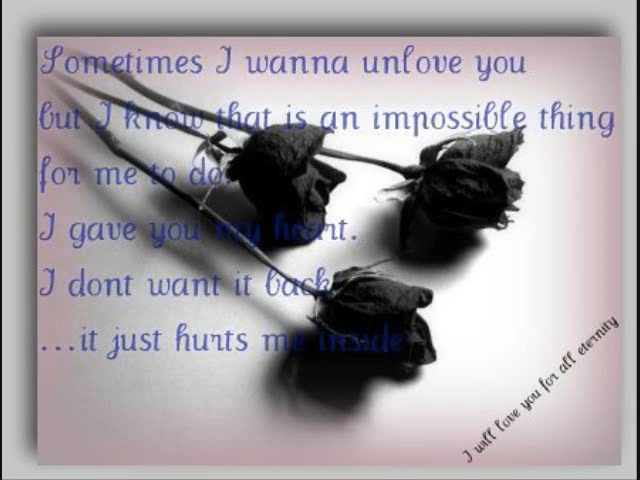 Sometimes I wanna unlove you
but I know that is an impossible thing
for me to do.
I gave you my heart.
I dont want it back
...it just hurts me inside
I will love you for all eternity